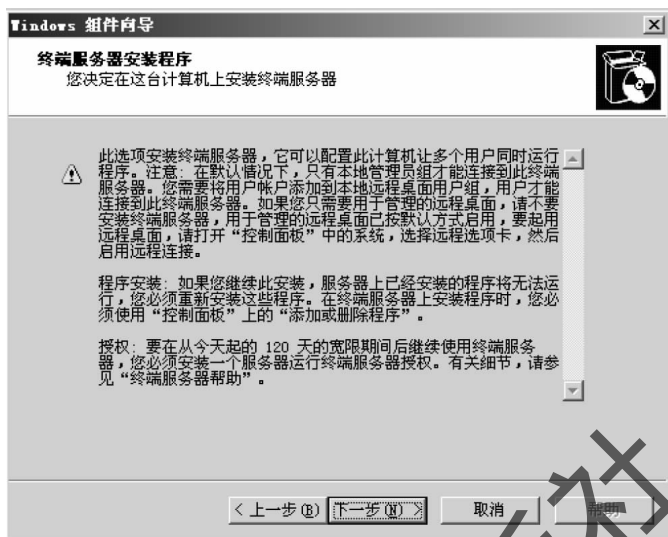 Windows 组件向导
终端服务器安装程序
您决定在这台计算机上安装终端服务器
此选项安装终端服务器，它可以配置此计算机让多个用户同时运行
程序。注意: 在默认情况下，只有本地管理员组才能连接到此终端
服务器。您需要将用户帐户添加到本地远程桌面用户组，用户才能
连接到此终端服务器。如果您只需要用于管理的远程桌面，请不要
安装终端服务器，用于管理的远程桌面已按默认方式启用，要起用
远程桌面，请打开“控制面板”中的系统，选择远程选项卡，然后
启用远程连接。
程序安装: 如果您继续此安装，服务器上已经安装的程序将无法运
行，您必须重新安装这些程序。在终端服务器上安装程序时，您必
须使用“控制面板”上的“添加或删除程序”。
授权: 要在从今天起的 120 天的宽限期间后继续使用终端服务
器，您必须安装一个服务器运行终端服务器授权。有关细节，请参
见“终端服务器帮助”。
< 上一步(B) 下一步(N) > 取消 帮助
社